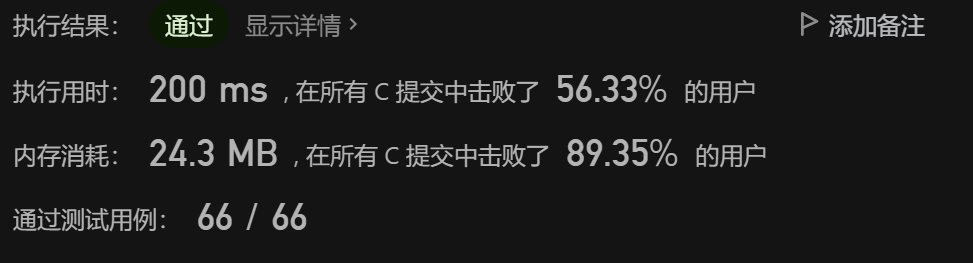 执行结果： 通过 显示详情 > 添加备注
执行用时： 200 ms , 在所有 C 提交中击败了 56.33% 的用户
内存消耗： 24.3 MB , 在所有 C 提交中击败了 89.35% 的用户
通过测试用例： 66 / 66